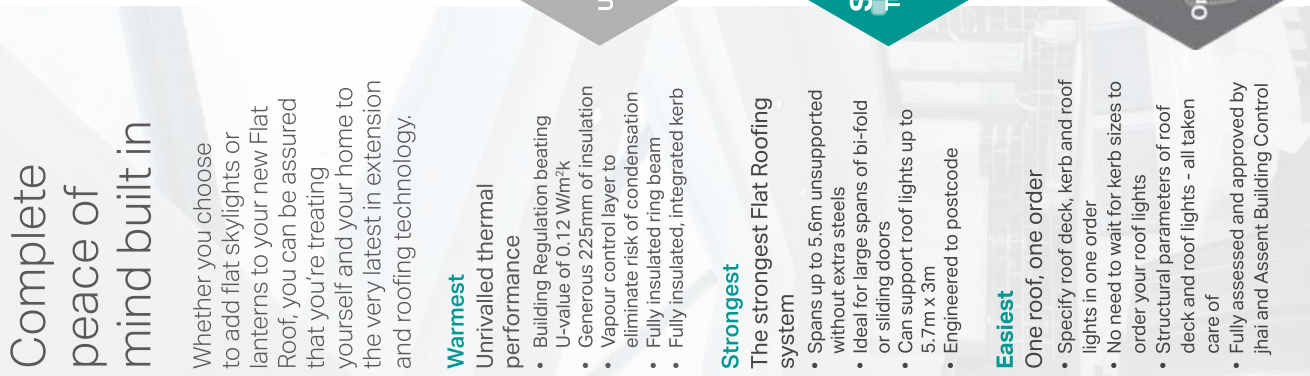 Complete
peace of
mind built in
Whether you choose
to add flat skylights or
lanterns to your new Flat
Roof, you can be assured
that you're treating
yourself and your home to
the very latest in extension
and roofing technology.
Warmest
Unrivalled thermal
performance
• Building Regulation beating
U-value of 0.12 W/m²k
• Generous 225mm of insulation
• Vapour control layer to
eliminate risk of condensation
• Fully insulated ring beam
• Fully insulated, integrated kerb
Strongest
The strongest Flat Roofing
system
• Spans up to 5.6m unsupported
without extra steels
• Ideal for large spans of bi-fold
or sliding doors
• Can support roof lights up to
5.7m x 3m
• Engineered to postcode
Easiest
One roof, one order
• Specify roof deck, kerb and roof
lights in one order
• No need to wait for kerb sizes to
order your roof lights
• Structural parameters of roof
deck and roof lights - all taken
care of
• Fully assessed and approved by
jhai and Assent Building Control